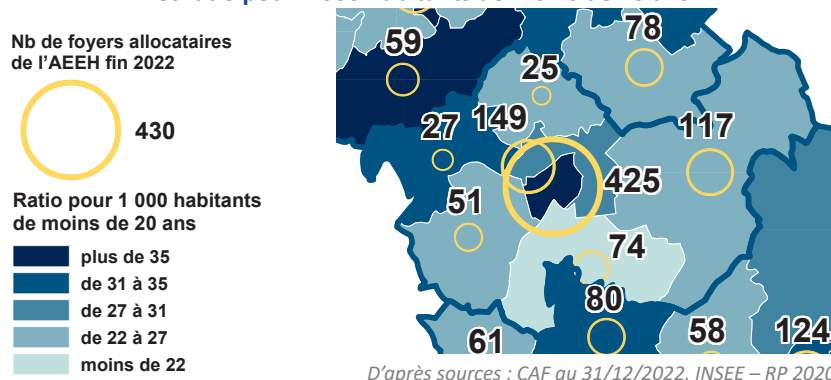 Nb de foyers allocataires
de l'AEEH fin 2022
430
Ratio pour 1 000 habitants
de moins de 20 ans
plus de 35
de 31 à 35
de 27 à 31
de 22 à 27
moins de 22
59
78
25
27
149
117
425
51
74
80
61
58
124
D'après sources : CAF au 31/12/2022, INSEE – RP 2020